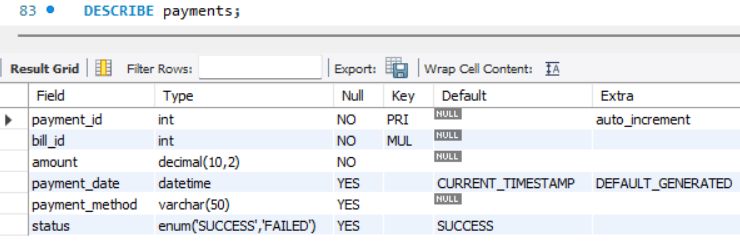 83 DESCRIBE payments;
Result Grid Filter Rows: Export: Wrap Cell Content: IA
Field Type Null Key Default Extra
payment_id int NO PRI NULL auto_increment
bill_id int NO MUL NULL
amount decimal(10,2) NO NULL
payment_date datetime YES CURRENT_TIMESTAMP DEFAULT_GENERATED
payment_method varchar(50) YES NULL
status enum('SUCCESS','FAILED') YES SUCCESS